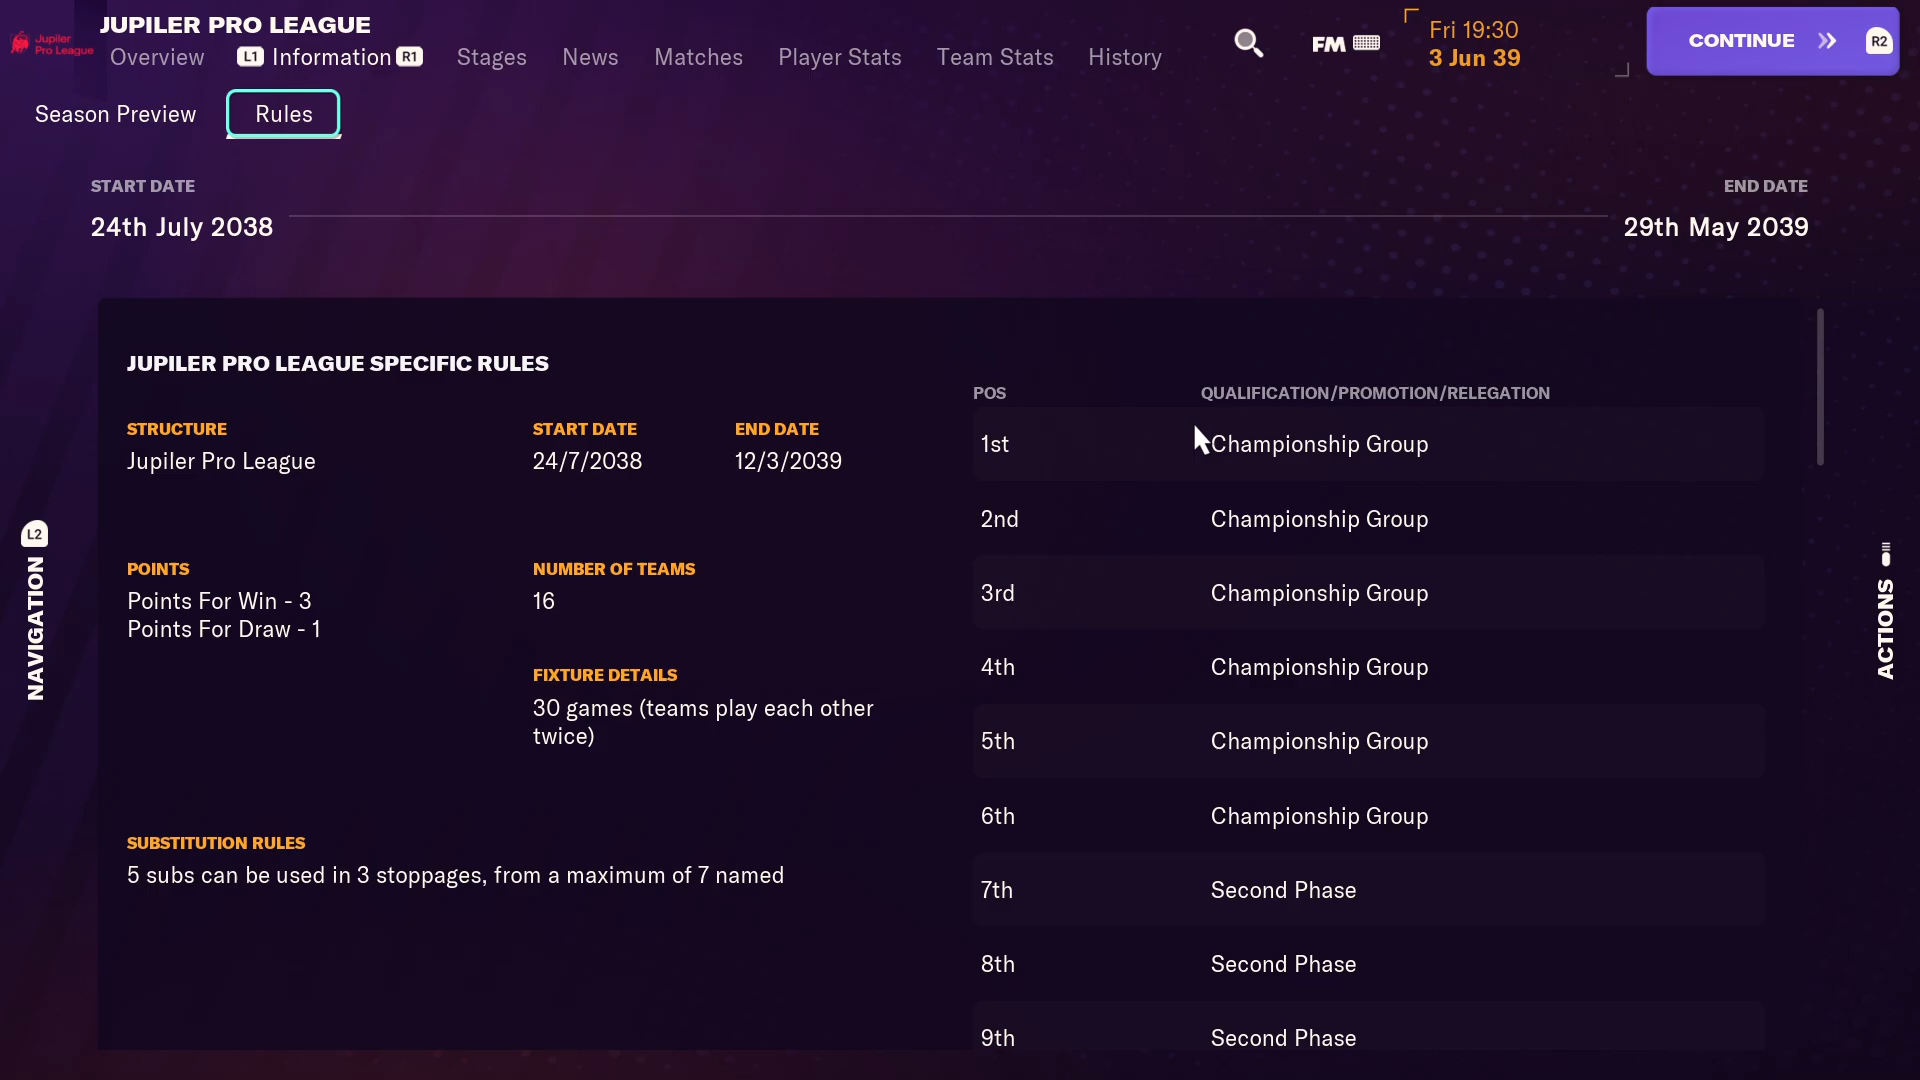 JUPILER PRO LEAGUE
Jupiler
Pro League
Overview L1 Information R1 Stages News Matches Player Stats Team Stats History
FM
Fri 19:30
3 Jun 39
CONTINUE R2
Season Preview Rules
START DATE
24th July 2038
END DATE
29th May 2039
JUPILER PRO LEAGUE SPECIFIC RULES
STRUCTURE START DATE END DATE
Jupiler Pro League 24/7/2038 12/3/2039
POINTS
Points For Win - 3
Points For Draw - 1
NUMBER OF TEAMS
16
FIXTURE DETAILS
30 games (teams play each other
twice)
SUBSTITUTION RULES
5 subs can be used in 3 stoppages, from a maximum of 7 named
POS QUALIFICATION/PROMOTION/RELEGATION
1st Championship Group
2nd Championship Group
3rd Championship Group
4th Championship Group
5th Championship Group
6th Championship Group
7th Second Phase
8th Second Phase
9th Second Phase
L2
NAVIGATION
ACTIONS